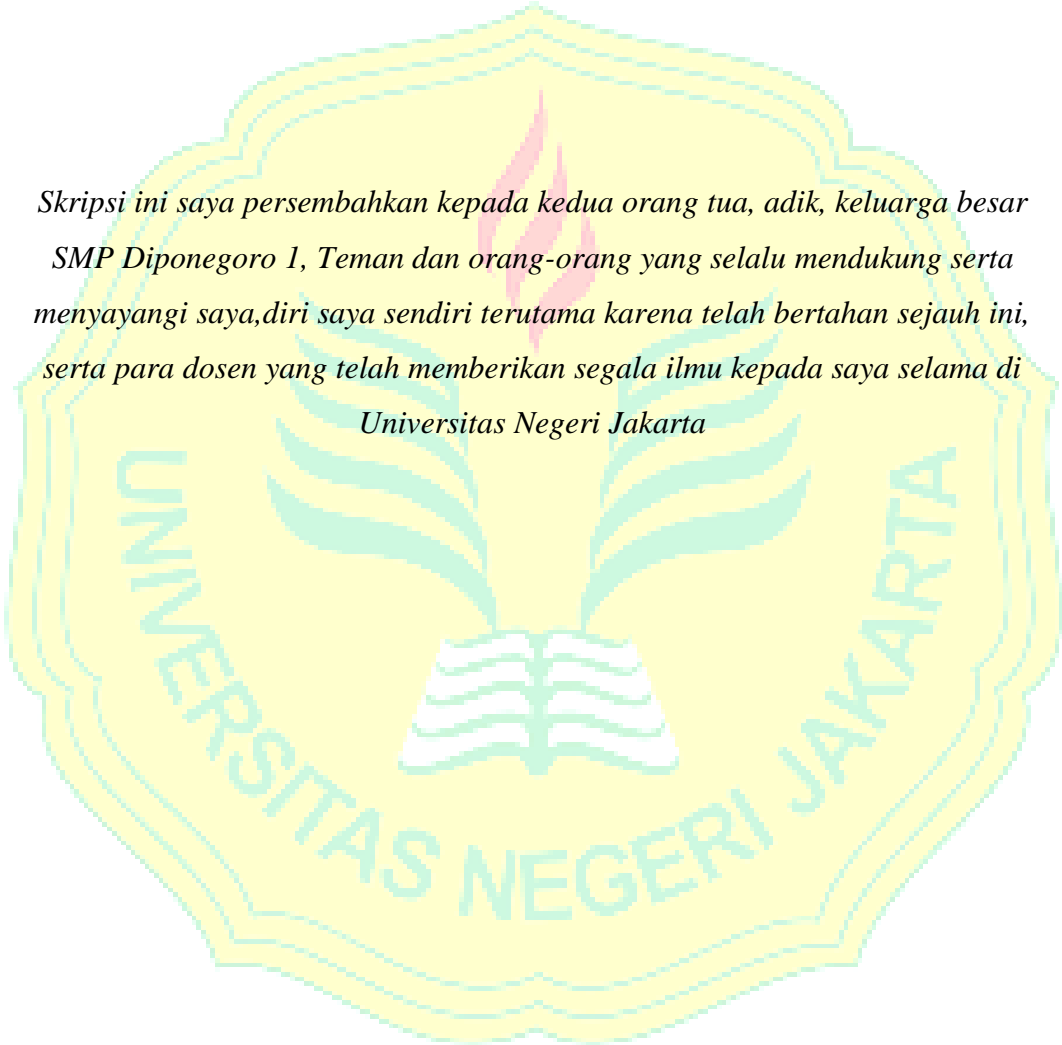 Skripsi ini saya persembahkan kepada kedua orang tua, adik, keluarga besar
SMP Diponegoro 1, Teman dan orang-orang yang selalu mendukung serta
menyayangi saya,diri saya sendiri terutama karena telah bertahan sejauh ini,
serta para dosen yang telah memberikan segala ilmu kepada saya selama di
Universitas Negeri Jakarta
UNIVERSITAS NEGERI JAKARTA